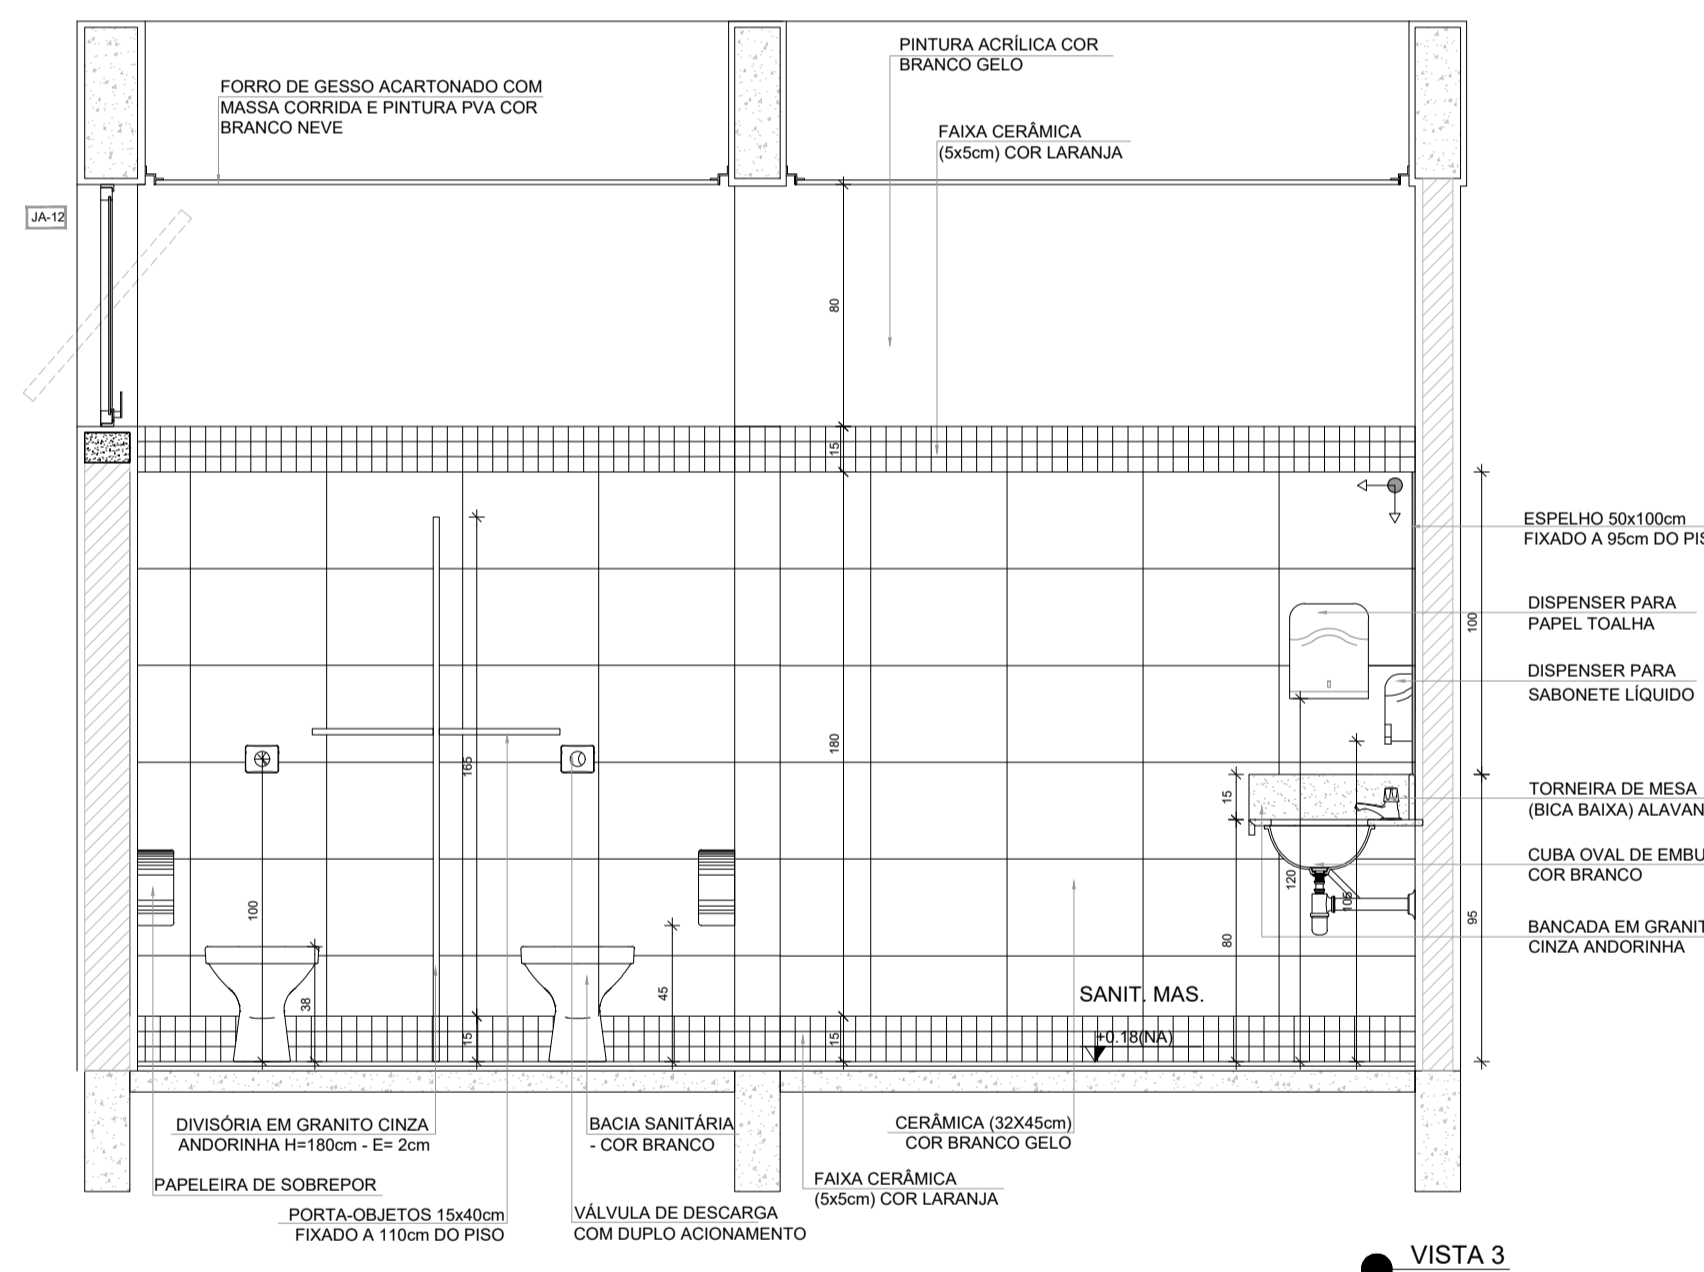 PINTURA ACRÍLICA COR
BRANCO GELO
FORRO DE GESSO ACARTONADO COM
MASSA CORRIDA E PINTURA PVA COR
BRANCO NEVE
FAIXA CERÂMICA
(5x5cm) COR LARANJA
JA-12
80
15
ESPELHO 50x100cm
FIXADO A 95cm DO PIS
DISPENSER PARA
PAPEL TOALHA
100
DISPENSER PARA
SABONETE LÍQUIDO
180
165
15
TORNEIRA DE MESA
(BICA BAIXA) ALAVAN
CUBA OVAL DE EMBU
COR BRANCO
120
105
100
95
80
BANCADA EM GRANIT
CINZA ANDORINHA
38
45
SANIT. MAS.
+0.18(NA)
15
15
DIVISÓRIA EM GRANITO CINZA
ANDORINHA H=180cm - E= 2cm
BACIA SANITÁRIA
- COR BRANCO
CERÂMICA (32X45cm)
COR BRANCO GELO
PAPELEIRA DE SOBREPOR
FAIXA CERÂMICA
(5x5cm) COR LARANJA
PORTA-OBJETOS 15x40cm
FIXADO A 110cm DO PISO
VÁLVULA DE DESCARGA
COM DUPLO ACIONAMENTO
VISTA 3